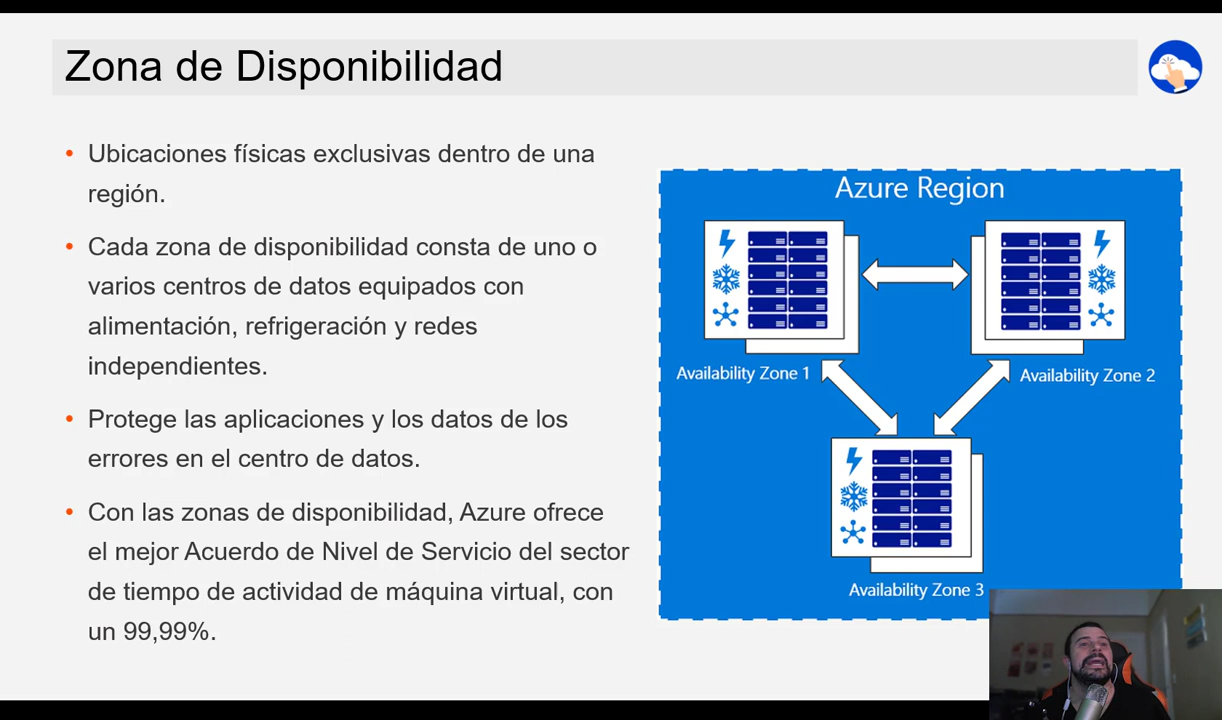 Zona de Disponibilidad
• Ubicaciones físicas exclusivas dentro de una
región.
• Cada zona de disponibilidad consta de uno o
varios centros de datos equipados con
alimentación, refrigeración y redes
independientes.
• Protege las aplicaciones y los datos de los
errores en el centro de datos.
• Con las zonas de disponibilidad, Azure ofrece
el mejor Acuerdo de Nivel de Servicio del sector
de tiempo de actividad de máquina virtual, con
un 99,99%.
Azure Region
Availability Zone 1
Availability Zone 2
Availability Zone 3